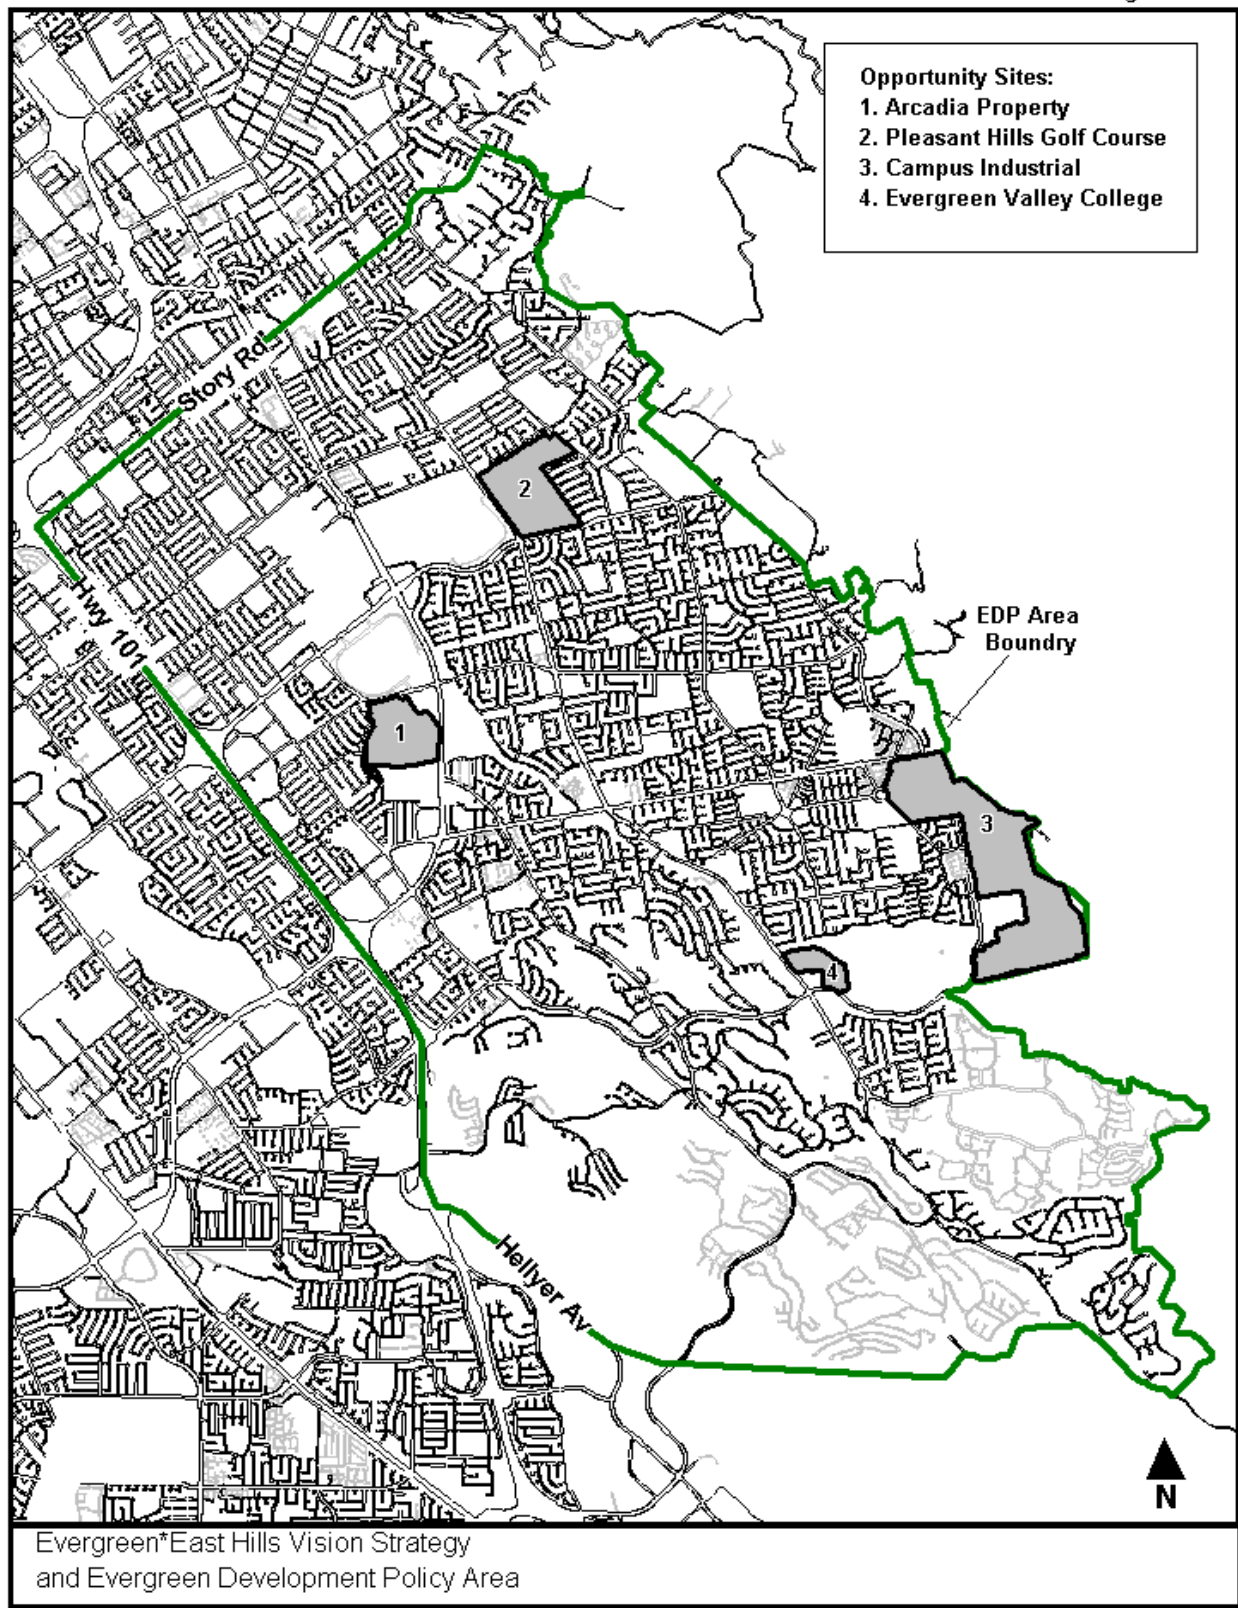 Opportunity Sites:
1. Arcadia Property
2. Pleasant Hills Golf Course
3. Campus Industrial
4. Evergreen Valley College
Story Rd
2
Hwy 101
EDP Area
Boundry
1
3
4
Hellyer Av
N
Evergreen*East Hills Vision Strategy
and Evergreen Development Policy Area